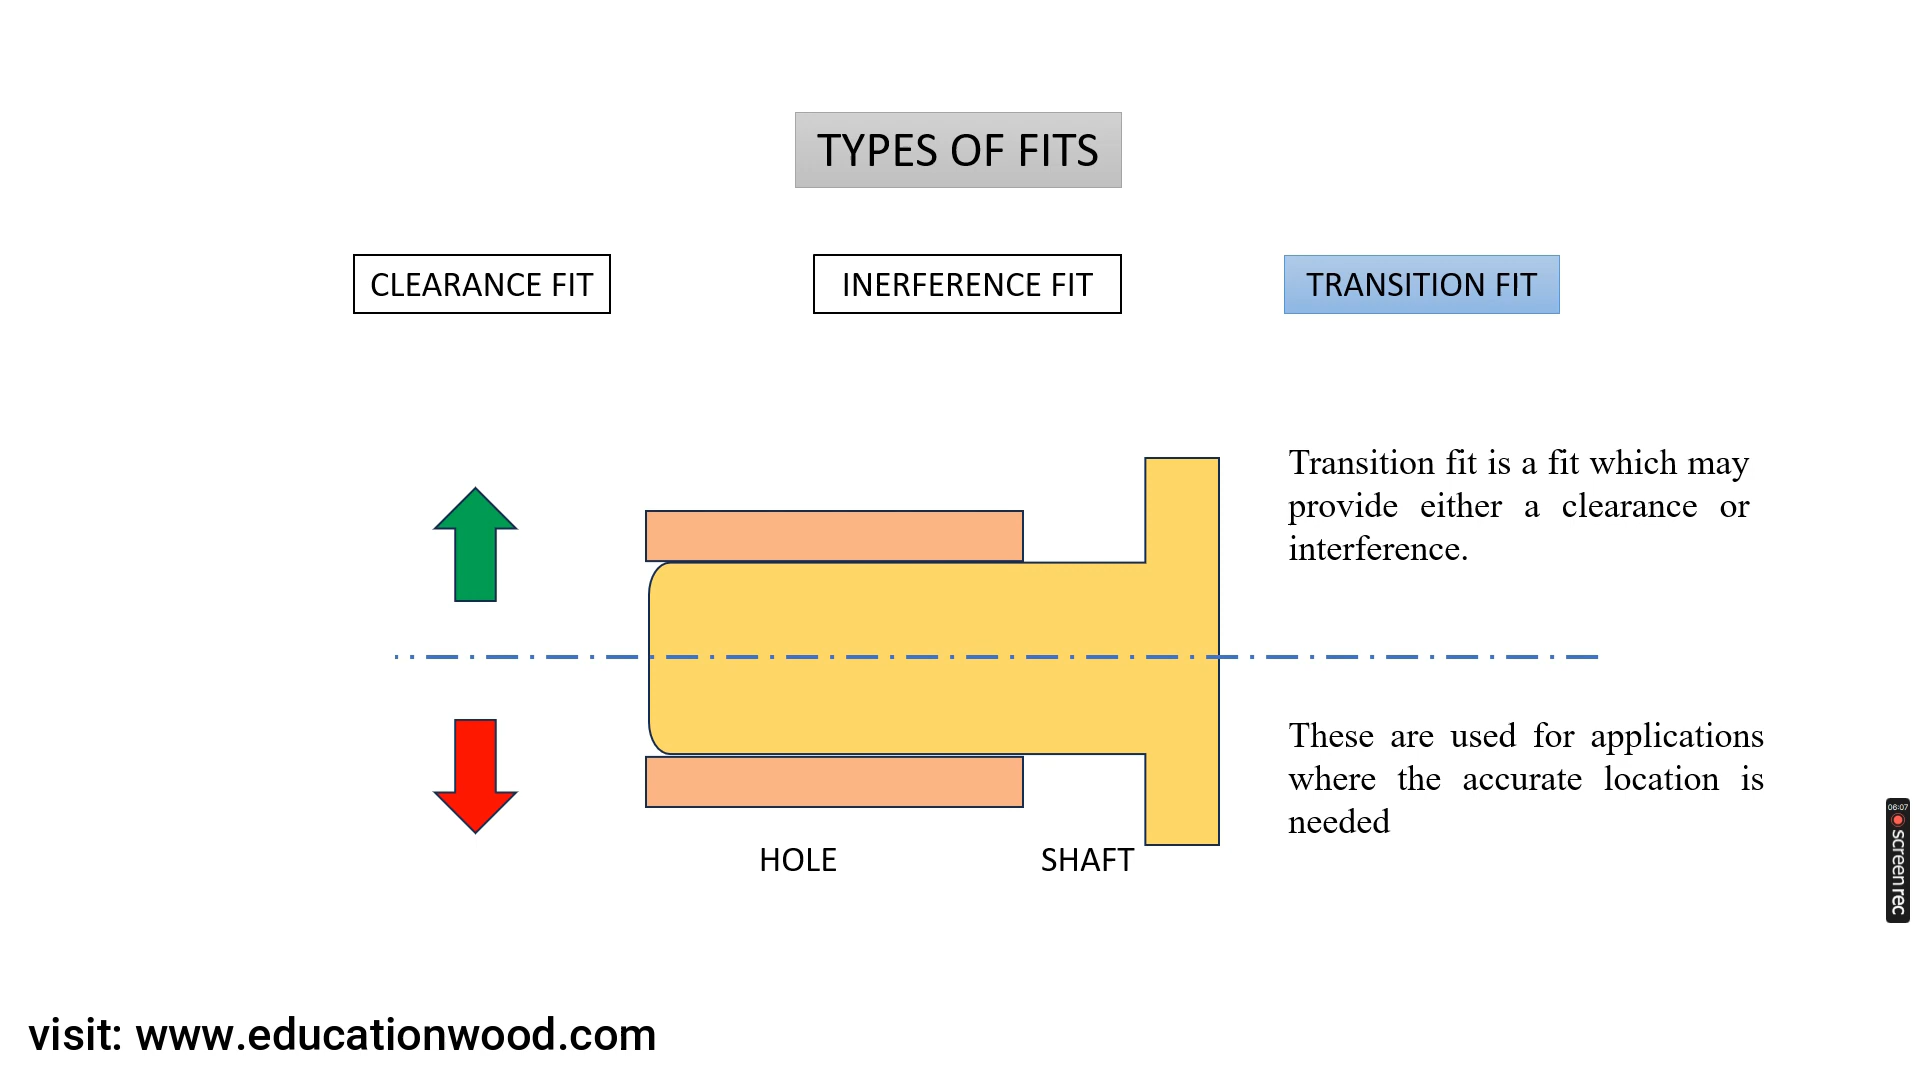 TYPES OF FITS
CLEARANCE FIT
INERFERENCE FIT
TRANSITION FIT
Transition fit is a fit which may
provide either a clearance or
interference.
These are used for applications
where the accurate location is
needed
HOLE
SHAFT
06:07
screenrec
visit: www.educationwood.com